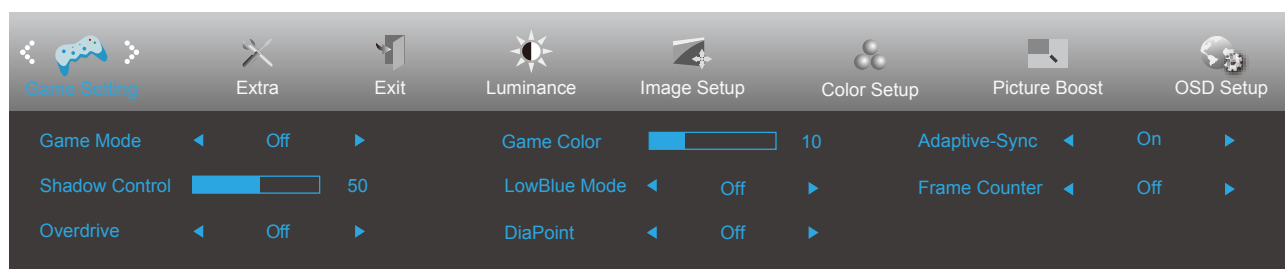 Game Setting Extra Exit Luminance Image Setup Color Setup Picture Boost OSD Setup
Game Mode Off Game Color 10 Adaptive-Sync On
Shadow Control 50 LowBlue Mode Off Frame Counter Off
Overdrive Off DiaPoint Off